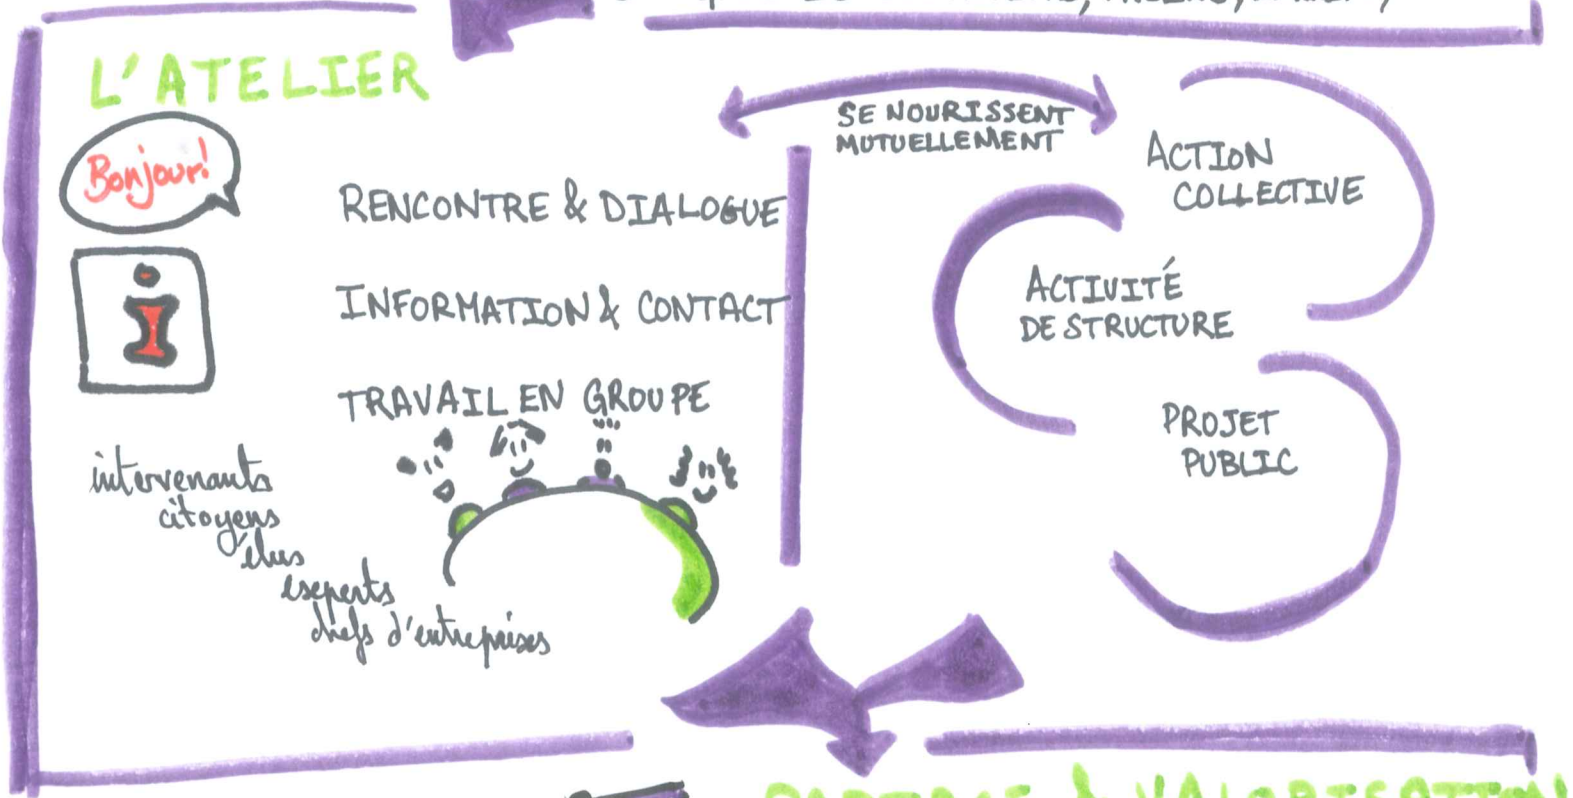 L'ATELIER
Bonjour!
i
RENCONTRE & DIALOGUE
INFORMATION & CONTACT
TRAVAIL EN GROUPE
intervenants
citoyens
élus
experts
chefs d'entreprises
SE NOURISSENT
MUTUELLEMENT
ACTION
COLLECTIVE
ACTIVITÉ
DE STRUCTURE
PROJET
PUBLIC
& VALORISATION